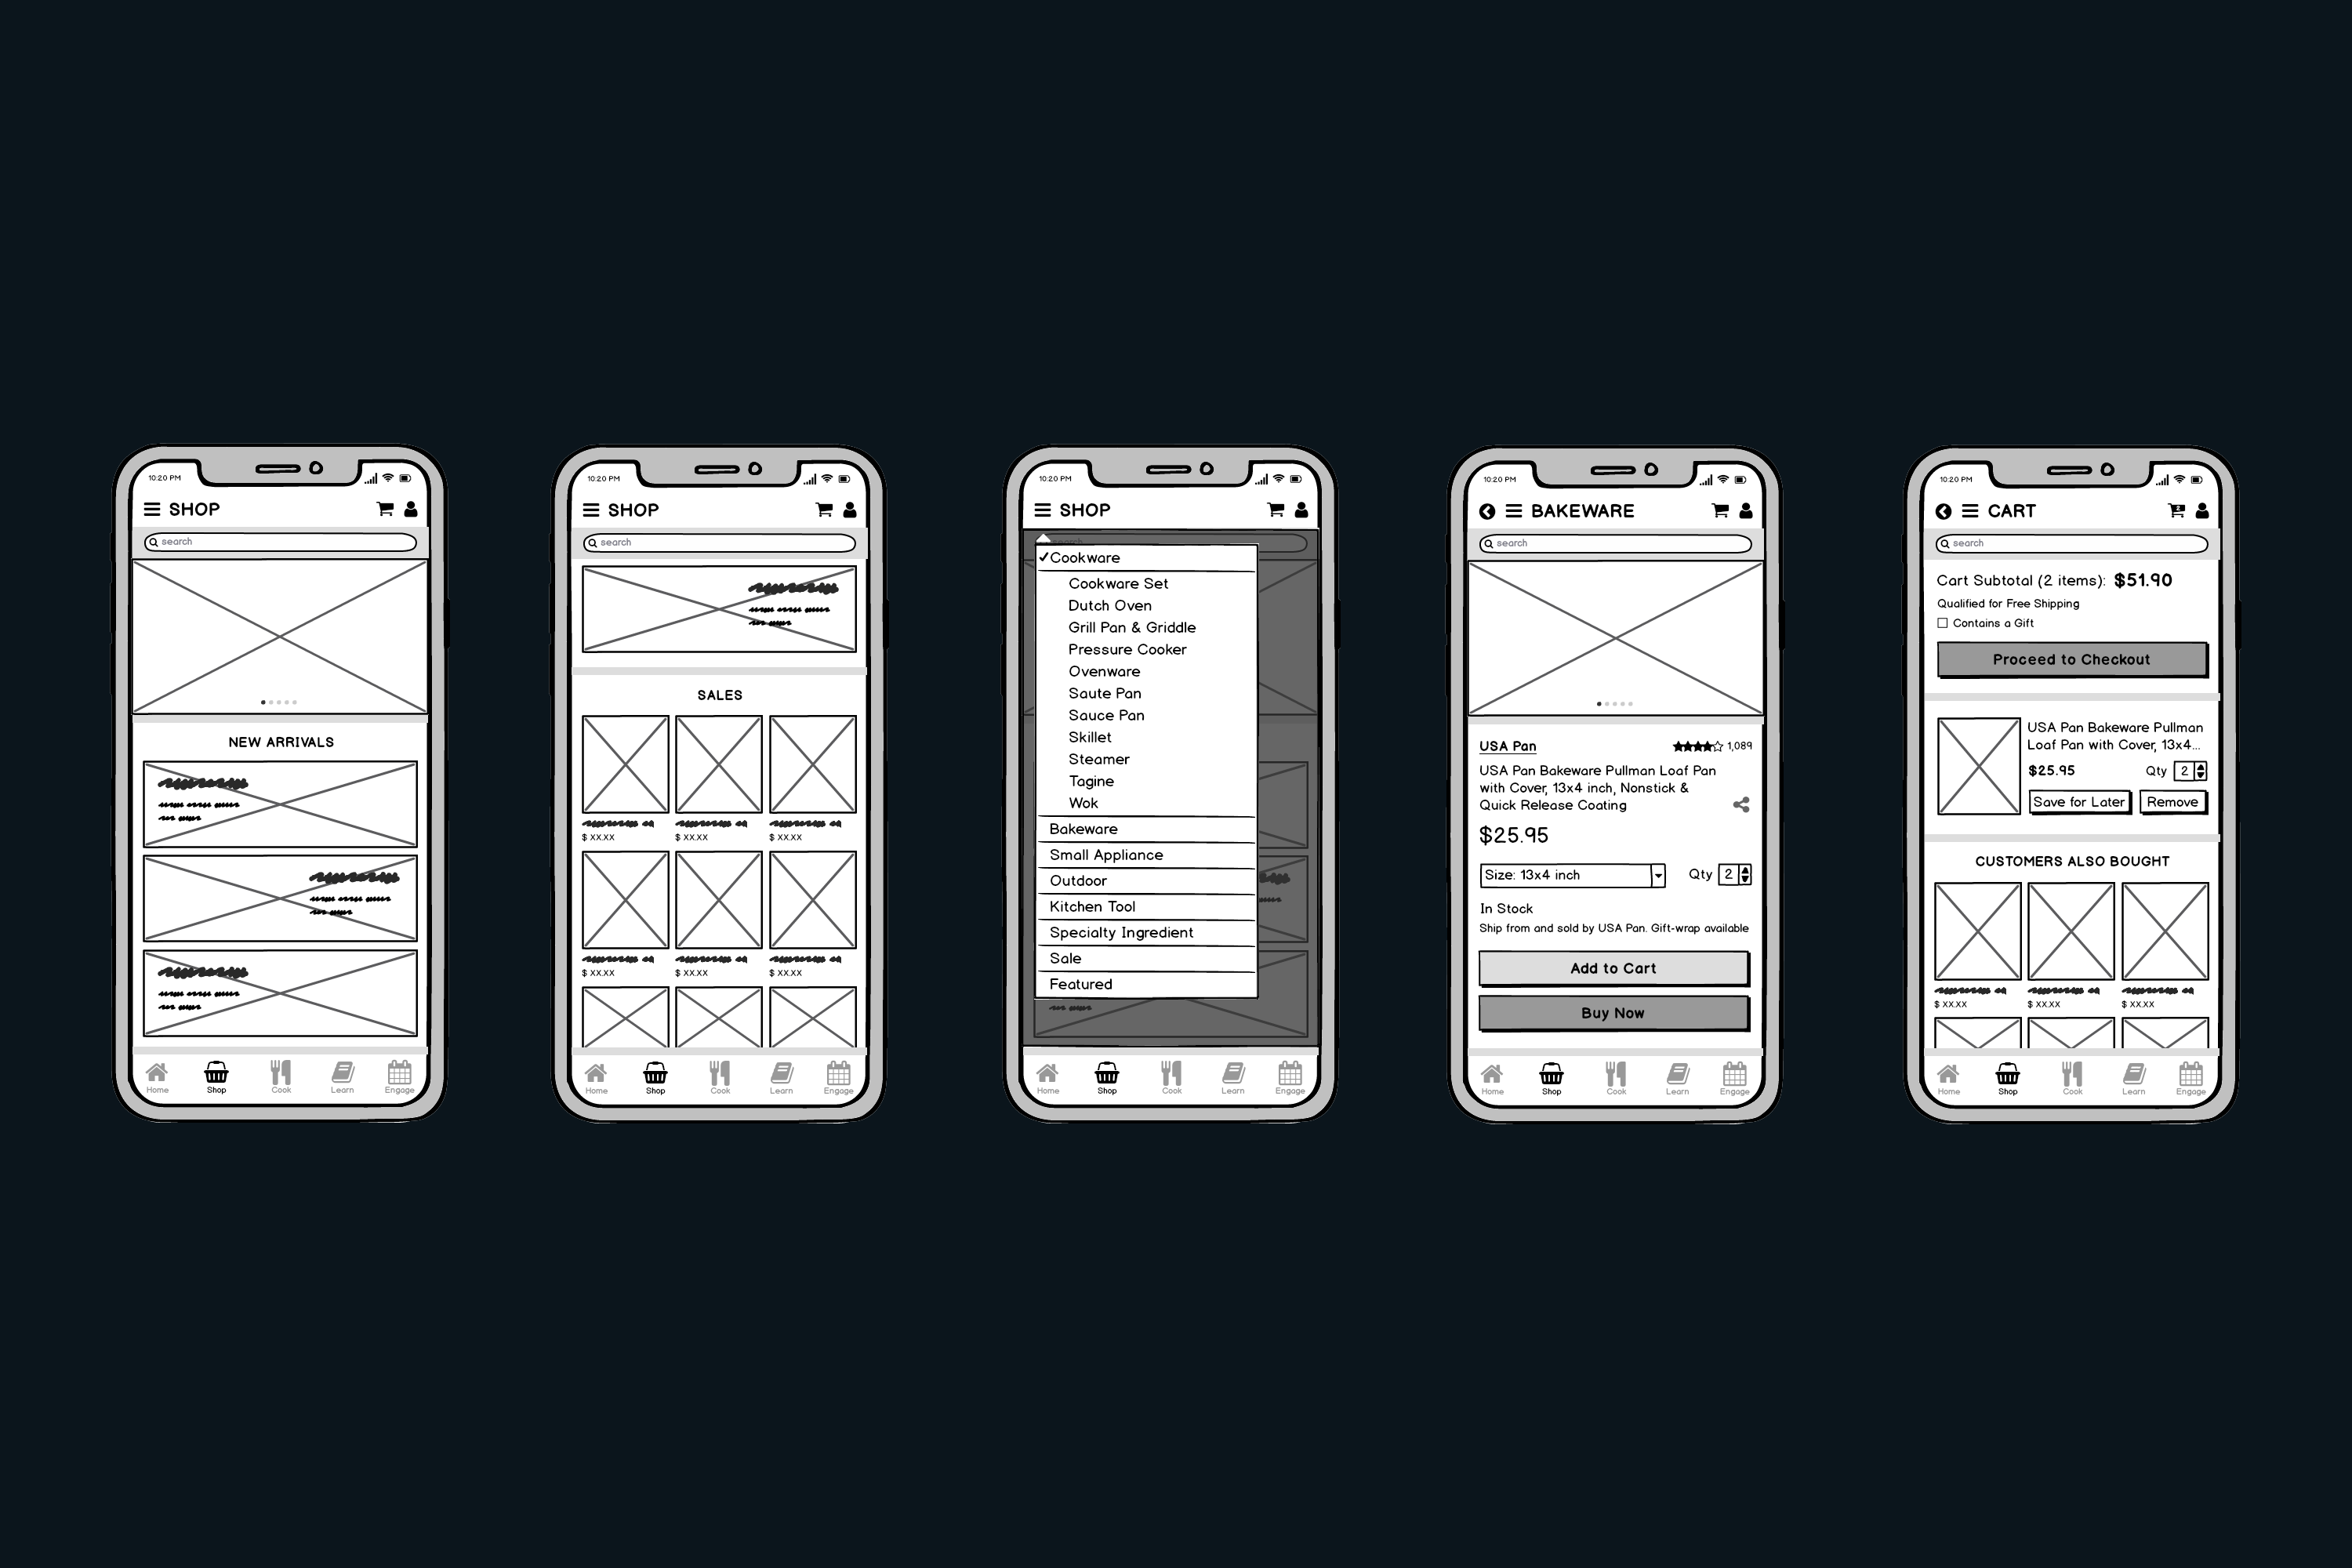 10:20 PM
SHOP
search
NEW ARRIVALS
Home Shop Cook Learn Engage
10:20 PM
SHOP
search
SALES
$ XX.XX $ XX.XX $ XX.XX
$ XX.XX $ XX.XX $ XX.XX
Home Shop Cook Learn Engage
10:20 PM
SHOP
search
Cookware
Cookware Set
Dutch Oven
Grill Pan & Griddle
Pressure Cooker
Ovenware
Saute Pan
Sauce Pan
Skillet
Steamer
Tagine
Wok
Bakeware
Small Appliance
Outdoor
Kitchen Tool
Specialty Ingredient
Sale
Featured
Home Shop Cook Learn Engage
10:20 PM
BAKEWARE
search
USA Pan 1,089
USA Pan Bakeware Pullman Loaf Pan
with Cover, 13x4 inch, Nonstick &
Quick Release Coating
$25.95
Size: 13x4 inch Qty 2
In Stock
Ship from and sold by USA Pan. Gift-wrap available
Add to Cart
Buy Now
Home Shop Cook Learn Engage
10:20 PM
CART 2
search
Cart Subtotal (2 items): $51.90
Qualified for Free Shipping
Contains a Gift
Proceed to Checkout
USA Pan Bakeware Pullman
Loaf Pan with Cover, 13x4...
$25.95 Qty 2
Save for Later Remove
CUSTOMERS ALSO BOUGHT
$ XX.XX $ XX.XX $ XX.XX
Home Shop Cook Learn Engage